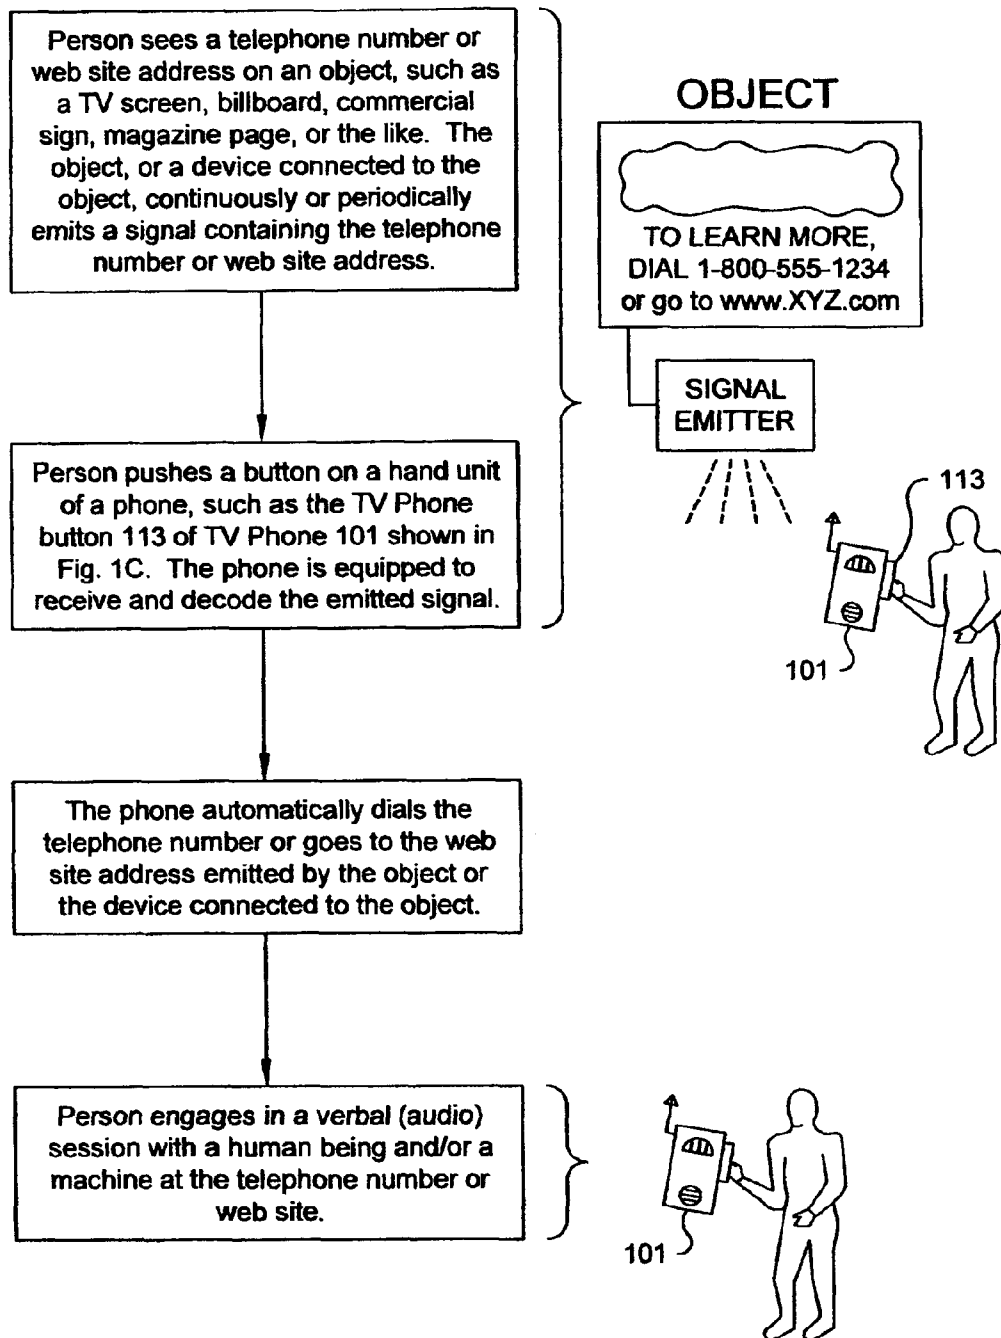 Person sees a telephone number or
web site address on an object, such as
a TV screen, billboard, commercial
sign, magazine page, or the like. The
object, or a device connected to the
object, continuously or periodically
emits a signal containing the telephone
number or web site address.
OBJECT
TO LEARN MORE,
DIAL 1-800-555-1234
or go to www.XYZ.com
SIGNAL
EMITTER
Person pushes a button on a hand unit
of a phone, such as the TV Phone
button 113 of TV Phone 101 shown in
Fig. 1C. The phone is equipped to
receive and decode the emitted signal.
113
101
The phone automatically dials the
telephone number or goes to the web
site address emitted by the object or
the device connected to the object.
Person engages in a verbal (audio)
session with a human being and/or a
machine at the telephone number or
web site.
101